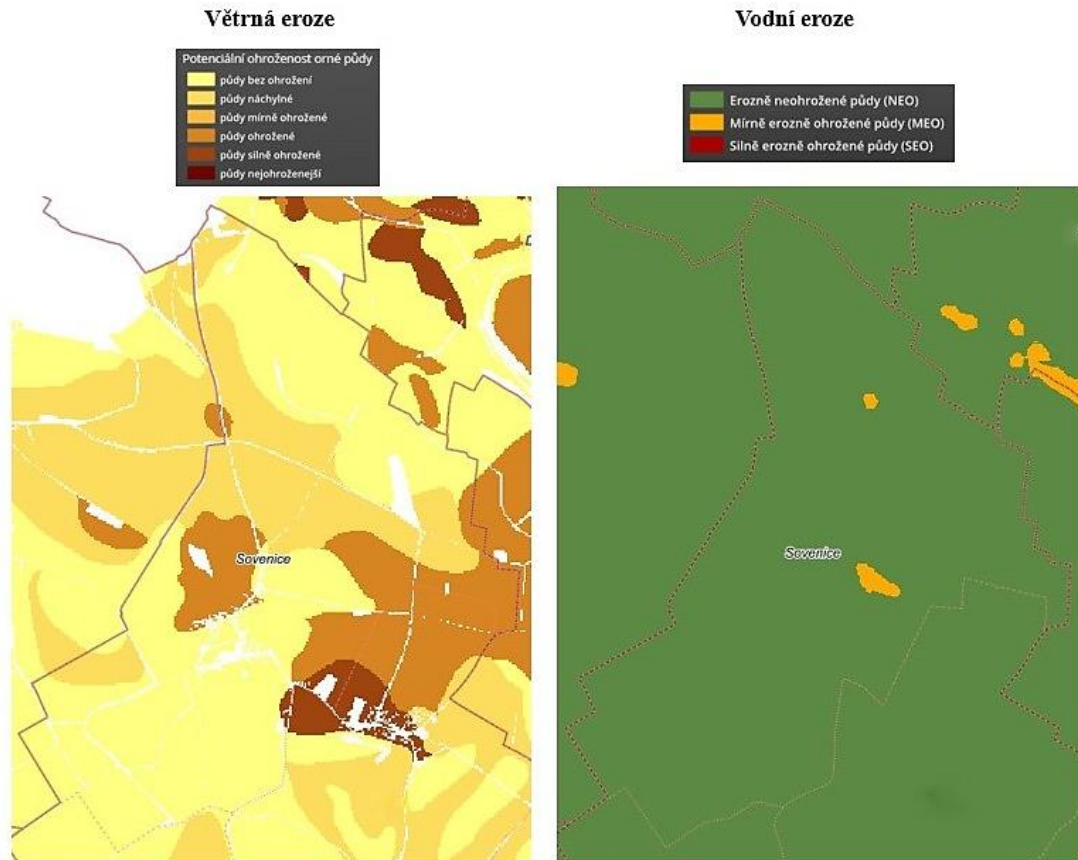 Větrná eroze
Potenciální ohroženost orné půdy
půdy bez ohrožení
půdy náchylné
půdy mírně ohrožené
půdy ohrožené
půdy silně ohrožené
půdy nejohroženejší
Sovenice
Vodní eroze
Erozně neohrožené půdy (NEO)
Mírně erozně ohrožené půdy (MEO)
Silně erozně ohrožené půdy (SEO)
Sovenice